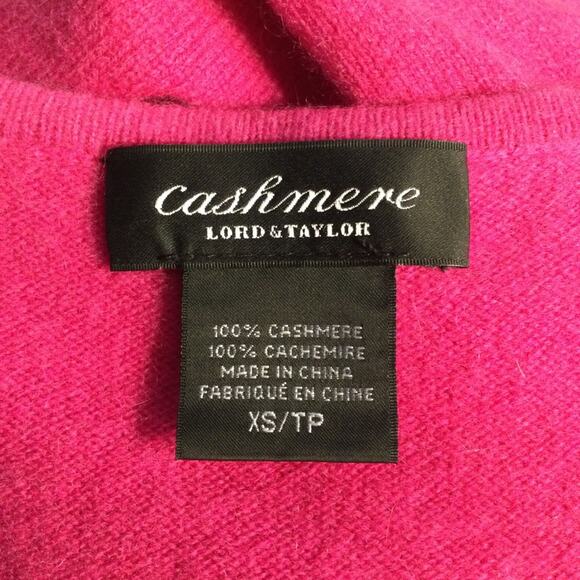 cashmere
LORD & TAYLOR
100% CASHMERE
100% CACHEMIRE
MADE IN CHINA
FABRIQUÉ EN CHINE
XS/TP